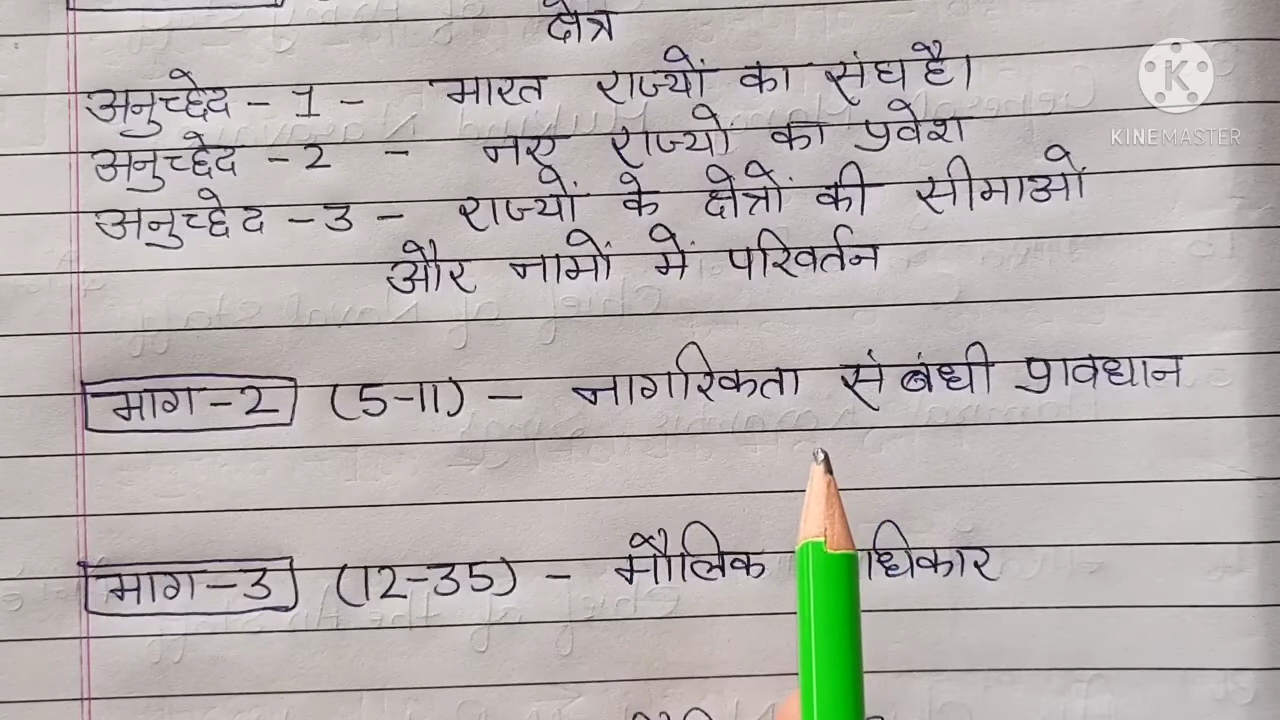 क्षेत्र
अनुच्छेद - 1 - भारत राज्यों का संघ है।
अनुच्छेद - 2 - नए राज्यों का प्रवेश
अनुच्छेद - 3 - राज्यों के क्षेत्रों की सीमाओं
और नामों में परिवर्तन
भाग - 2 (5-11) - नागरिकता संबंधी प्रावधान
भाग - 3 (12-35) - मौलिक धिकार
KINEMASTER